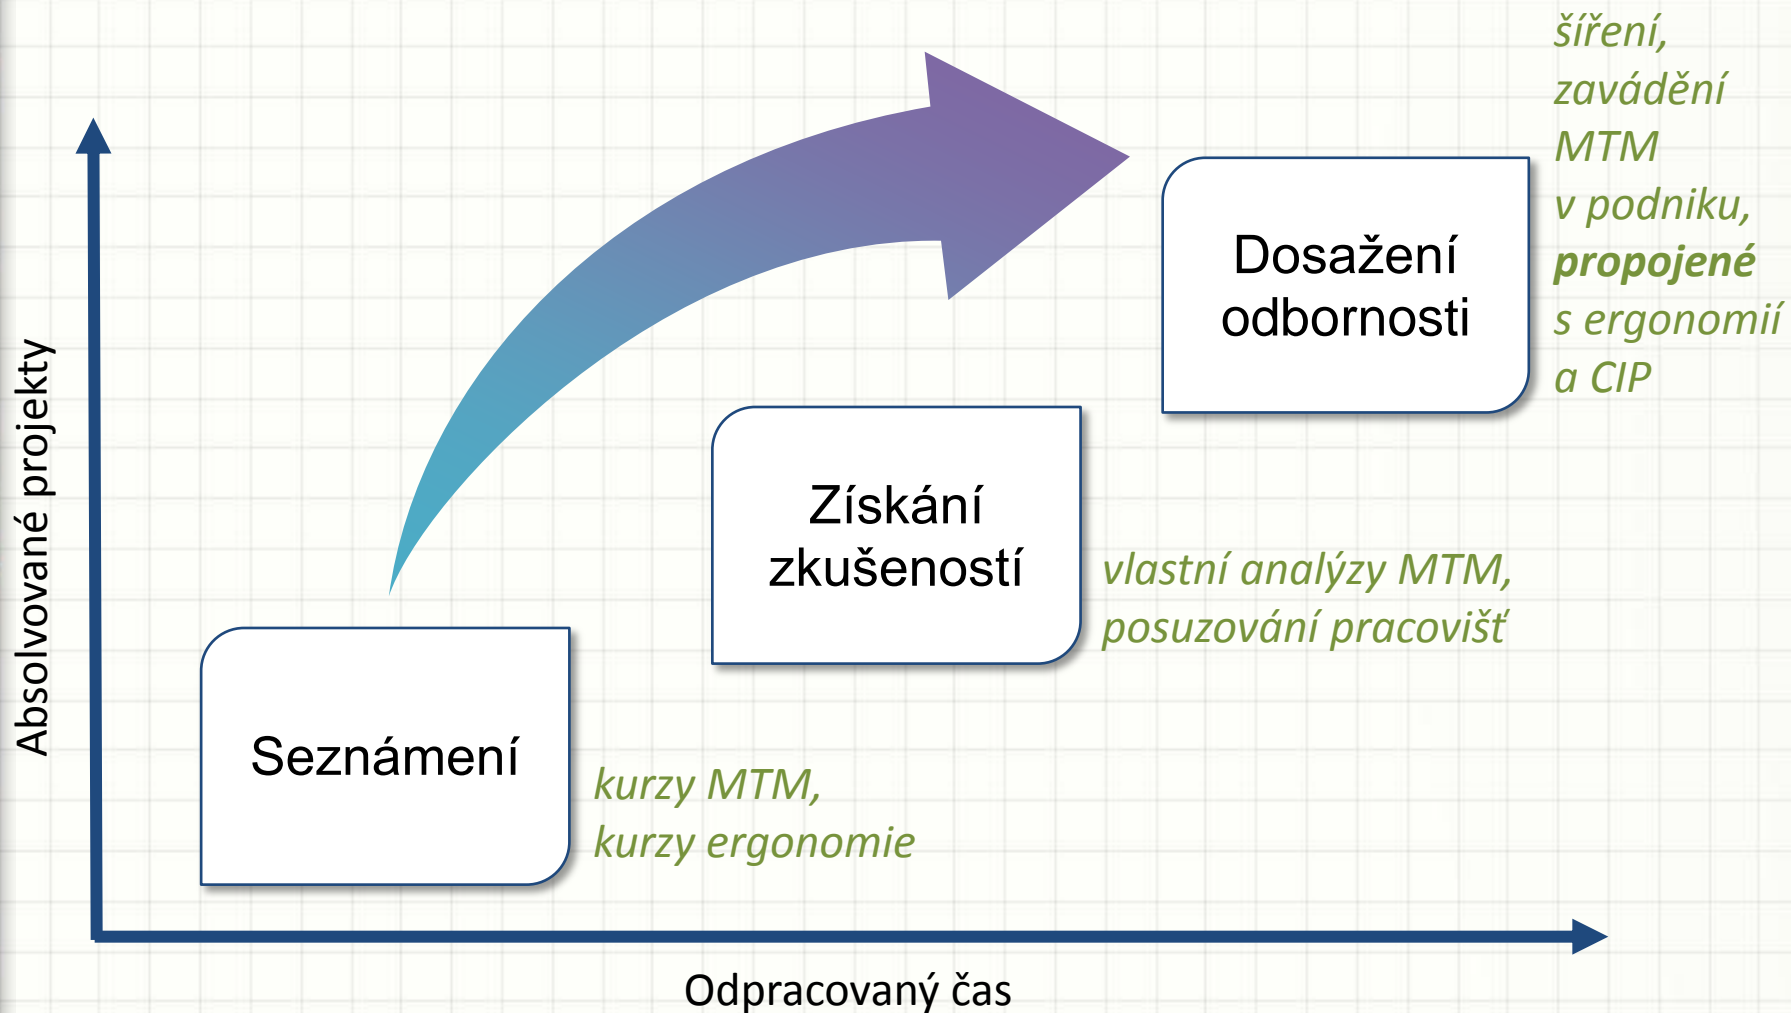 Absolvované projekty
Seznámení
kurzy MTM,
kurzy ergonomie
Získání
zkušeností
vlastní analýzy MTM,
posuzování pracovišť
Dosažení
odbornosti
šíření,
zavádění
MTM
v podniku,
propojené
s ergonomií
a CIP
Odpracovaný čas